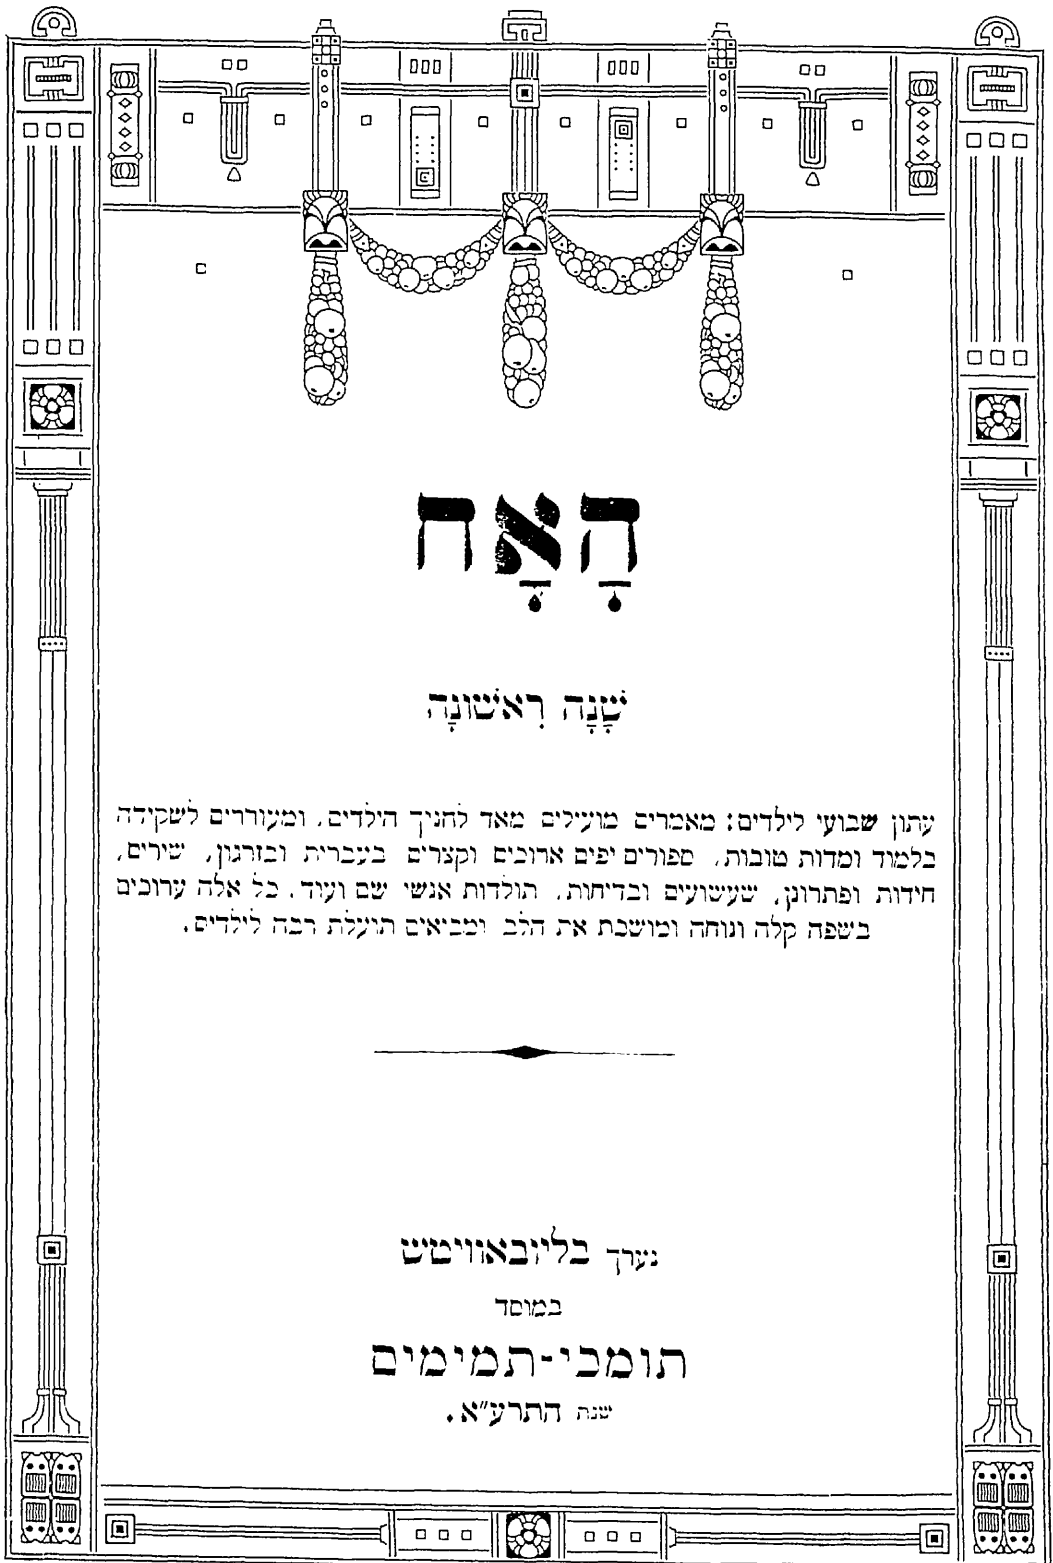 הָאָח
שָׁנָה רִאשׁוֹנָה
עתון שבועי לילדים: מאמרים מועילים מאד לחניך הילדים, ומעוררים לשקידה
בלמוד ומדות טובות, ספורים יפים ארוכים וקצרים בעברית ובזרגון, שירים,
חידות ופתרונן, שעשועים ובדיחות, תולדות אנשי שם ועוד. כל אלה ערוכים
בשפה קלה ונוחה ומושכת את הלב ומביאים תועלת רבה לילדים.
נערך בליובאוויטש
במוסד
תומכי-תמימים
שנת התרע״א.